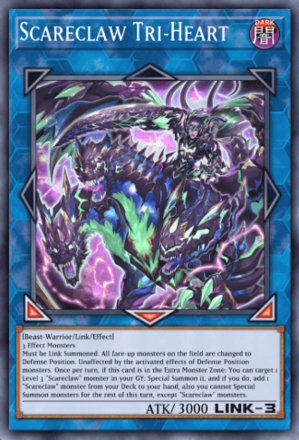 SCARECLAW TRI-HEART
DARK
闇
[Beast-Warrior/Link/Effect]
3 Effect Monsters
Must be Link Summoned. All face-up monsters on the field are changed to
Defense Position. Unaffected by the activated effects of Defense Position
monsters. Once per turn, if this card is in the Extra Monster Zone: You can target 1
Level 3 "Scareclaw" monster in your GY; Special Summon it, and if you do, add 1
"Scareclaw" monster from your Deck to your hand, also you cannot Special
Summon monsters for the rest of this turn, except "Scareclaw" monsters.
ATK/ 3000 LINK-3